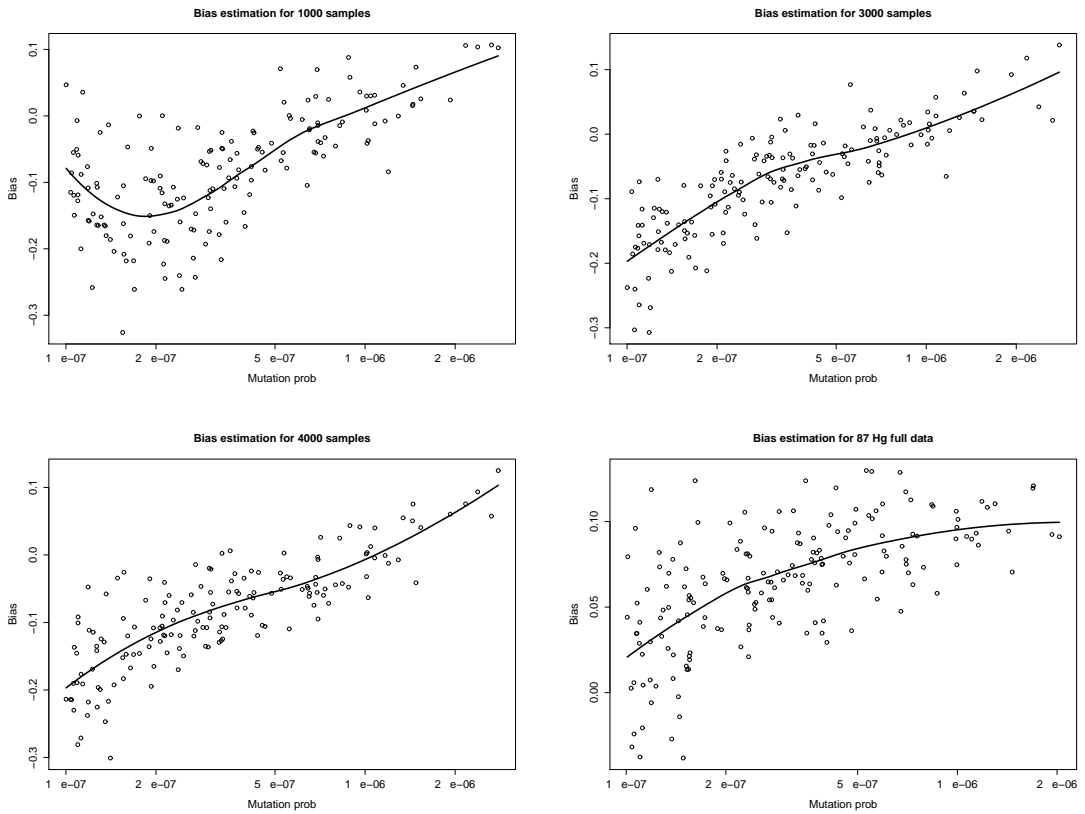 Bias estimation for 1000 samples
Bias
0.1
0.0
−0.1
−0.2
−0.3
1 e−07 2 e−07 5 e−07 1 e−06 2 e−06
Mutation prob
Bias estimation for 3000 samples
Bias
0.1
0.0
−0.1
−0.2
−0.3
1 e−07 2 e−07 5 e−07 1 e−06 2 e−06
Mutation prob
Bias estimation for 4000 samples
Bias
0.1
0.0
−0.1
−0.2
−0.3
1 e−07 2 e−07 5 e−07 1 e−06 2 e−06
Mutation prob
Bias estimation for 87 Hg full data
Bias
0.10
0.05
0.00
1 e−07 2 e−07 5 e−07 1 e−06 2 e−06
Mutation prob